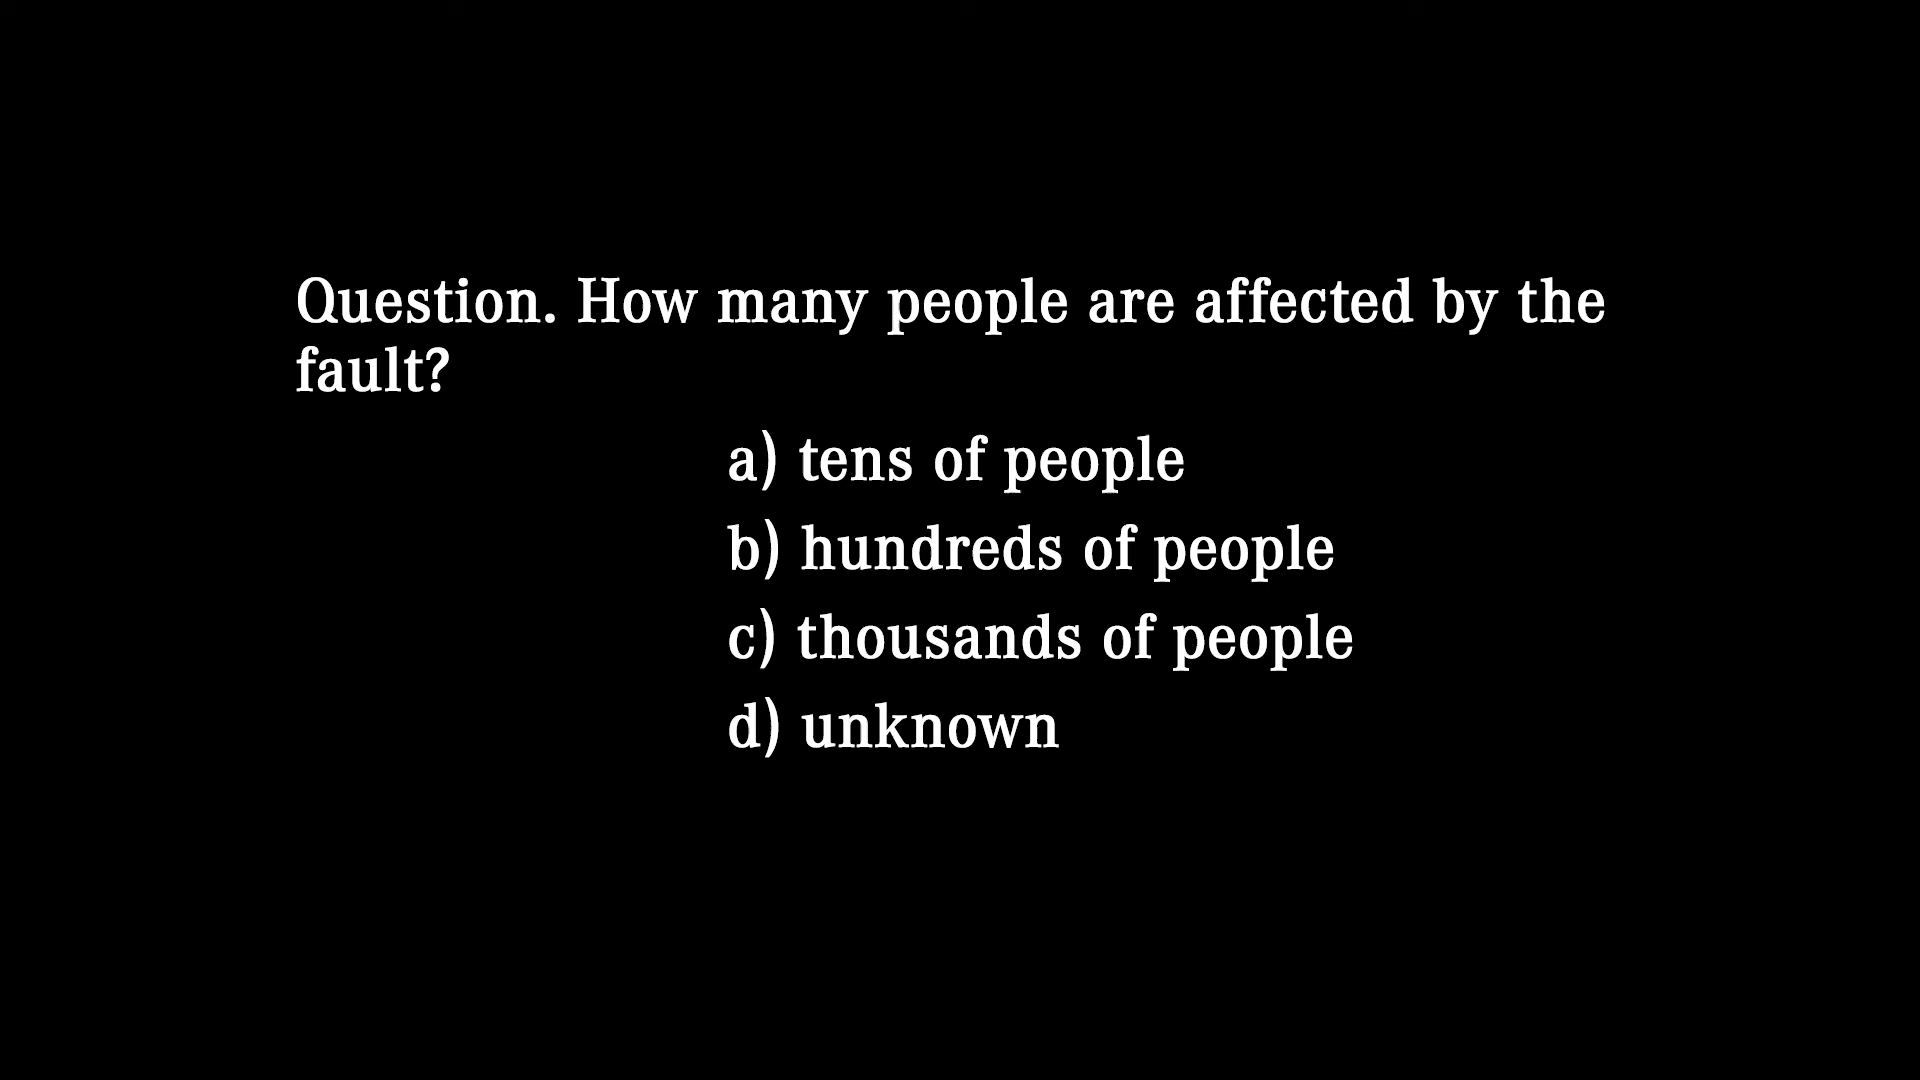 Question. How many people are affected by the
fault?
a) tens of people
b) hundreds of people
c) thousands of people
d) unknown